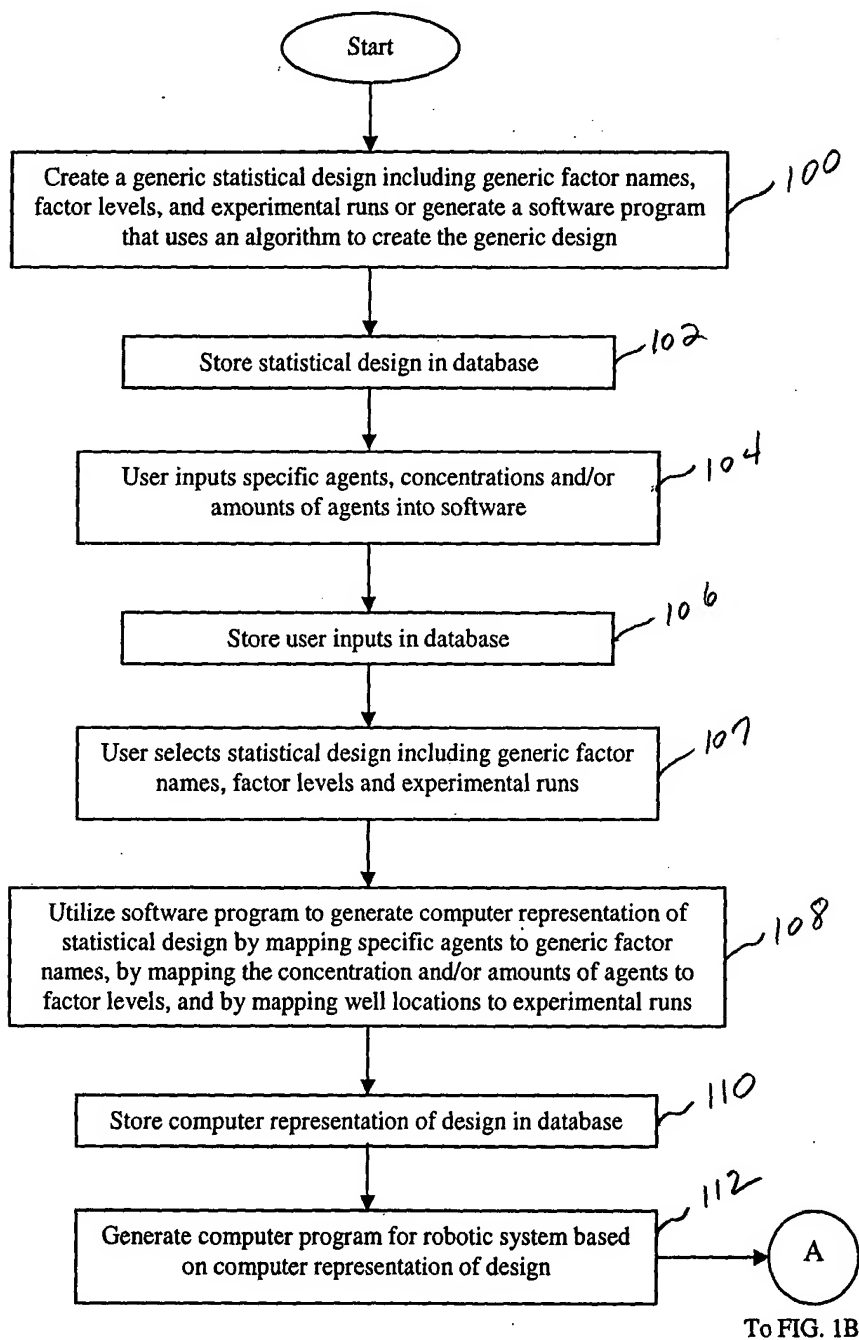 Start
Create a generic statistical design including generic factor names,
factor levels, and experimental runs or generate a software program
that uses an algorithm to create the generic design
100
Store statistical design in database
102
User inputs specific agents, concentrations and/or
amounts of agents into software
104
Store user inputs in database
106
User selects statistical design including generic factor
names, factor levels and experimental runs
107
Utilize software program to generate computer representation of
statistical design by mapping specific agents to generic factor
names, by mapping the concentration and/or amounts of agents to
factor levels, and by mapping well locations to experimental runs
108
Store computer representation of design in database
110
Generate computer program for robotic system based
on computer representation of design
112
A
To FIG. 1B